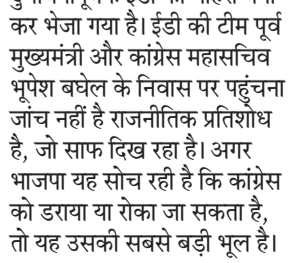 कर भेजा गया है। ईडी की टीम पूर्व
मुख्यमंत्री और कांग्रेस महासचिव
भूपेश बघेल के निवास पर पहुंचना
जांच नहीं है राजनीतिक प्रतिशोध
है, जो साफ दिख रहा है। अगर
भाजपा यह सोच रही है कि कांग्रेस
को डराया या रोका जा सकता है,
तो यह उसकी सबसे बड़ी भूल है।